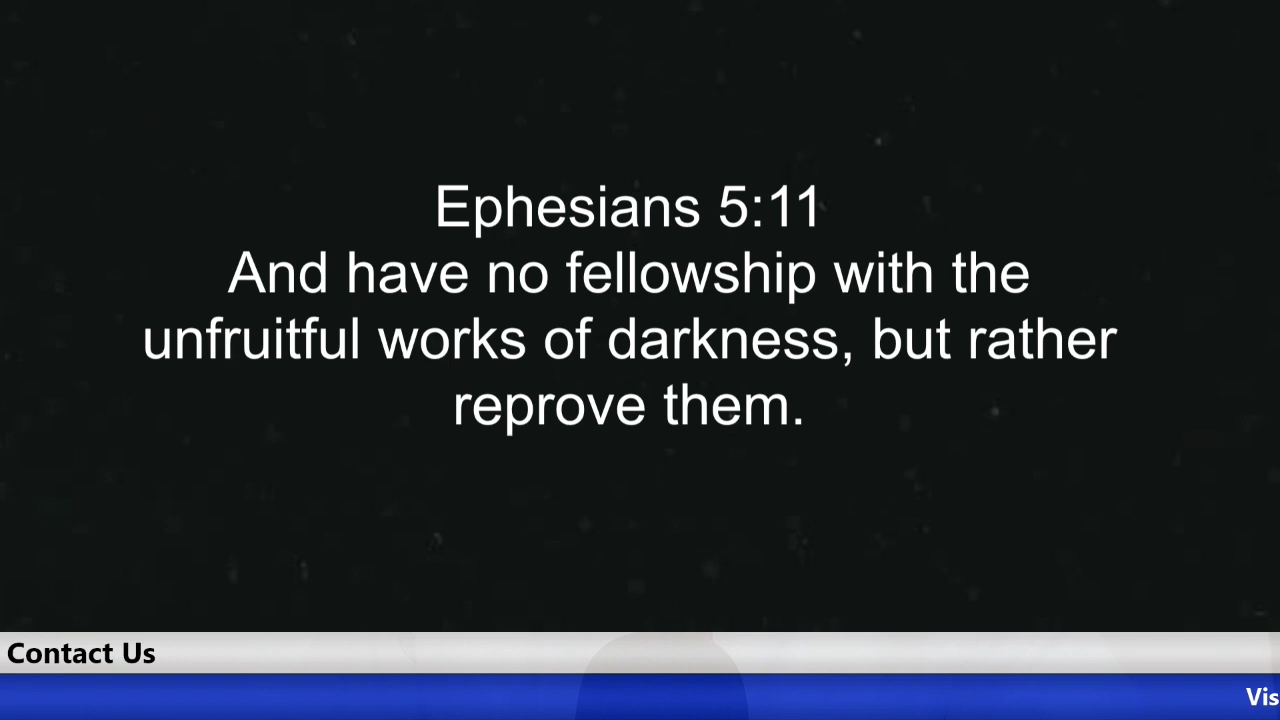 Ephesians 5:11
And have no fellowship with the
unfruitful works of darkness, but rather
reprove them.
Contact Us
Vis